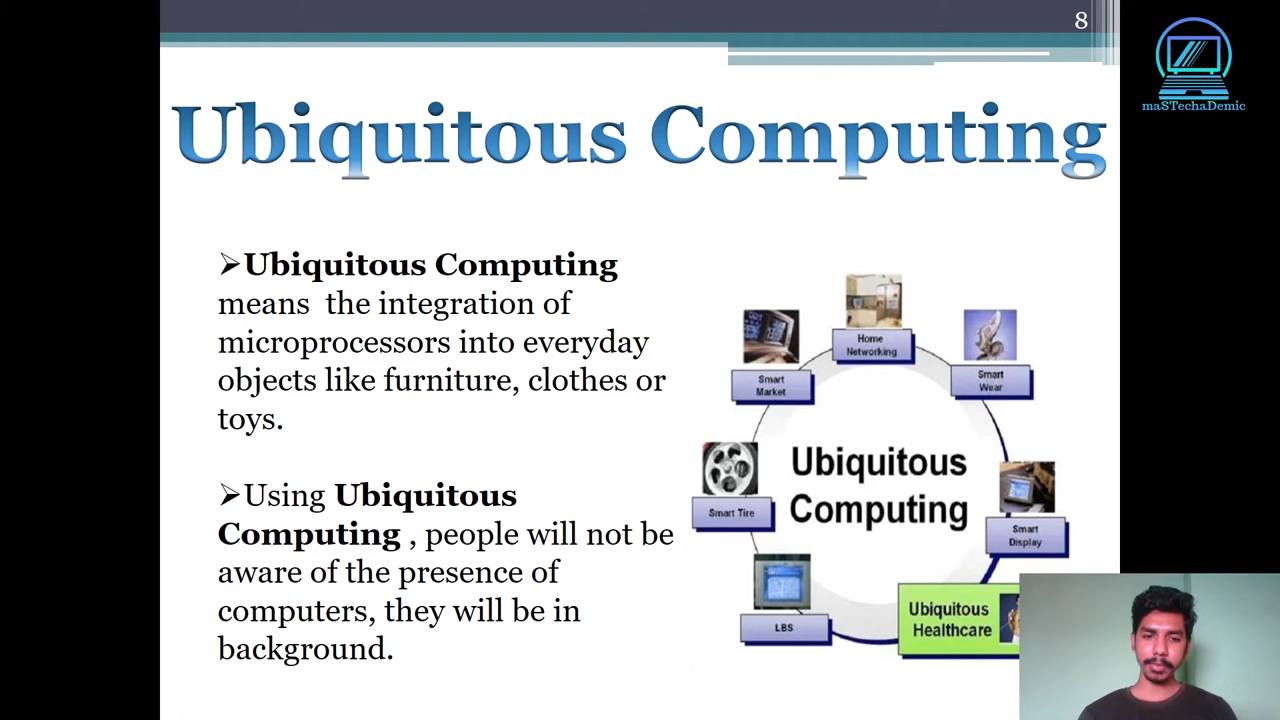 8
maSTechaDemic
Ubiquitous Computing
➢Ubiquitous Computing
means the integration of
microprocessors into everyday
objects like furniture, clothes or
toys.
➢Using Ubiquitous
Computing , people will not be
aware of the presence of
computers, they will be in
background.
Home
Networking
Smart
Market
Smart
Wear
Ubiquitous
Computing
Smart Tire
Smart
Display
LBS
Ubiquitous
Healthcare